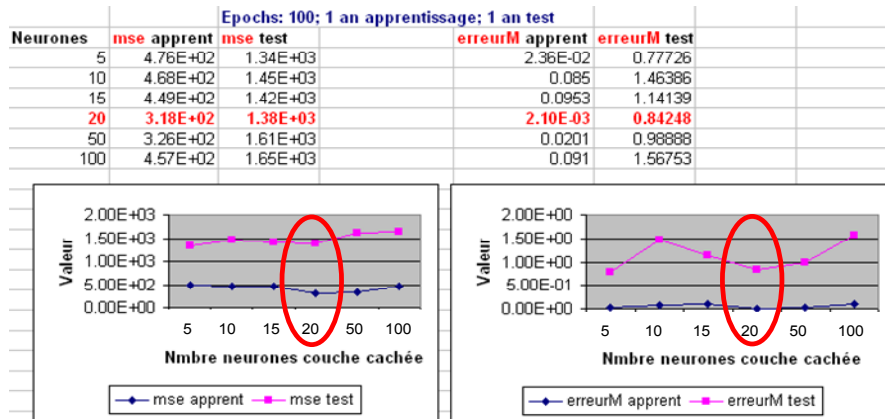 Epochs: 100; 1 an apprentissage; 1 an test
Neurones mse apprent mse test erreurM apprent erreurM test
5 4.76E+02 1.34E+03 2.36E-02 0.77726
10 4.68E+02 1.45E+03 0.085 1.46386
15 4.49E+02 1.42E+03 0.0953 1.14139
20 3.18E+02 1.38E+03 2.10E-03 0.84248
50 3.26E+02 1.61E+03 0.0201 0.98888
100 4.57E+02 1.65E+03 0.091 1.56753
Valeur
2.00E+03
1.50E+03
1.00E+03
5.00E+02
0.00E+00
5 10 15 20 50 100
Nmbre neurones couche cachée
mse apprent mse test
Valeur
2.00E+00
1.50E+00
1.00E+00
5.00E-01
0.00E+00
5 10 15 20 50 100
Nmbre neurones couche cachée
erreurM apprent erreurM test